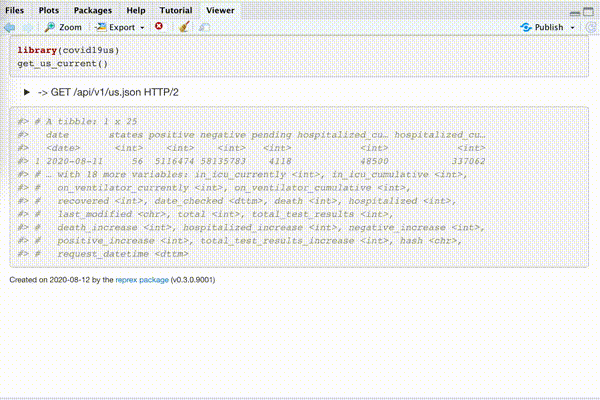 Files Plots Packages Help Tutorial Viewer
Zoom Export Publish
library(covid19us)
get_us_current()
-> GET /api/v1/us.json HTTP/2
#> # A tibble: 1 x 25
#>   date       states positive negative pending hospitalized_cu… hospitalized_cu…
#>   <date>      <int>    <int>    <int>   <int>            <int>            <int>
#> 1 2020-08-11     56  5116474 58135783    4118            48500           337062
#> # … with 18 more variables: in_icu_currently <int>, in_icu_cumulative <int>,
#> #   on_ventilator_currently <int>, on_ventilator_cumulative <int>,
#> #   recovered <int>, date_checked <dttm>, death <int>, hospitalized <int>,
#> #   last_modified <chr>, total <int>, total_test_results <int>,
#> #   death_increase <int>, hospitalized_increase <int>, negative_increase <int>,
#> #   positive_increase <int>, total_test_results_increase <int>, hash <chr>,
#> #   request_datetime <dttm>
Created on 2020-08-12 by the reprex package (v0.3.0.9001)